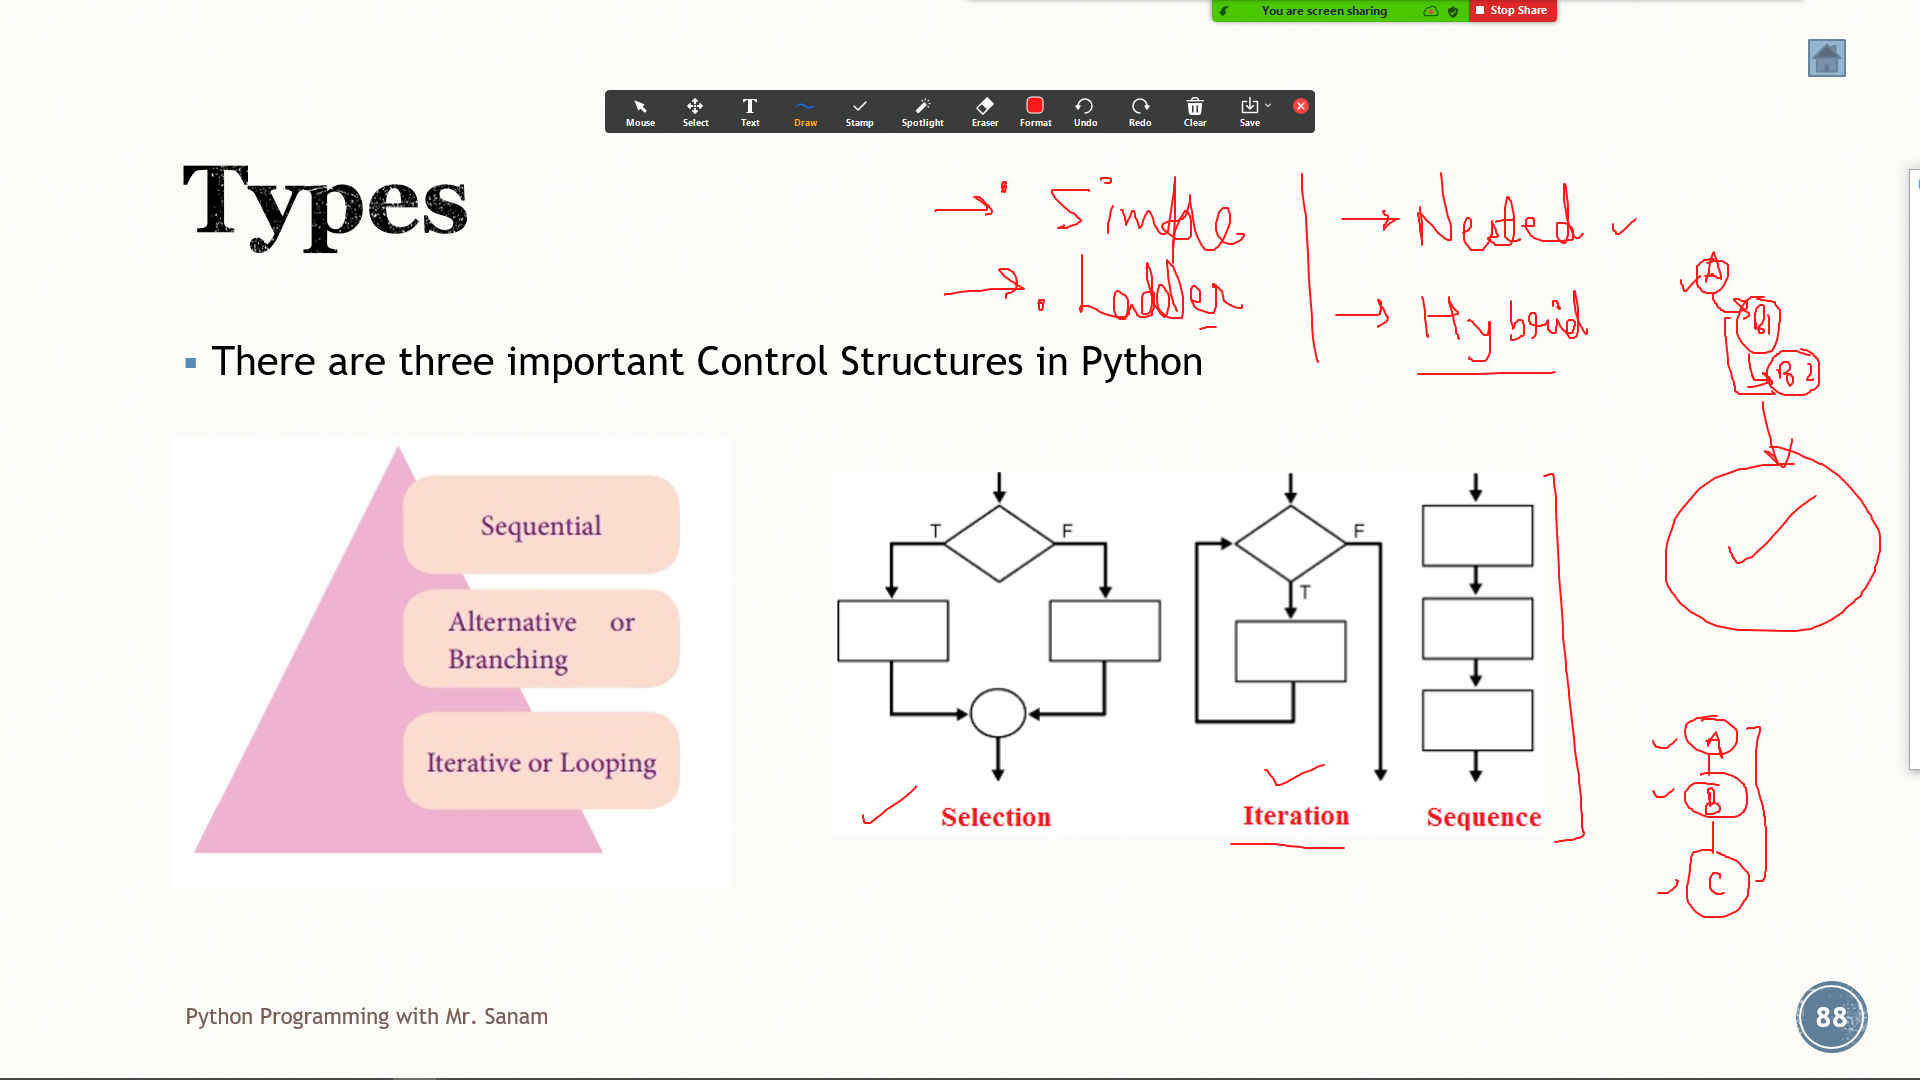 You are screen sharing
Stop Share
Mouse Select Text Draw Stamp Spotlight Eraser Format Undo Redo Clear Save
Types
Simple
Nested
Ladder
Hybrid
A
B1
B2
There are three important Control Structures in Python
Sequential
Alternative or
Branching
Iterative or Looping
T F
F
T
Selection
Iteration
Sequence
A
B
C
Python Programming with Mr. Sanam
88